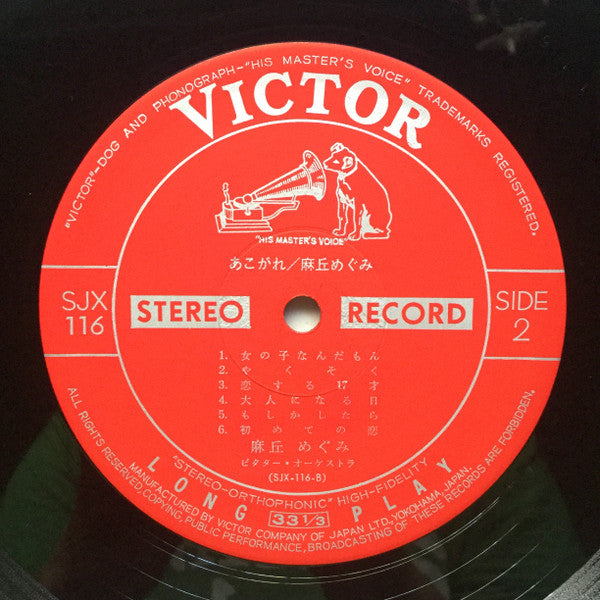 "VICTOR"–DOG AND PHONOGRAPH–"HIS MASTER'S VOICE" TRADEMARKS REGISTERED.
VICTOR
"HIS MASTER'S VOICE"
あこがれ/麻丘めぐみ
SJX
116
STEREO
RECORD
SIDE
2
1. 女の子なんだもん
2. やくそく
3. 恋する17才
4. 大人になる日
5. もしかしたら
6. 初めての恋
麻丘 めぐみ
ビクター・オーケストラ
(SJX-116-B)
"STEREO-ORTHOPHONIC" HIGH-FIDELITY
LONG PLAY
33 1/3
ALL RIGHTS RESERVED, COPYING, PUBLIC PERFORMANCE, BROADCASTING OF THESE RECORDS ARE FORBIDDEN.
MANUFACTURED BY VICTOR COMPANY OF JAPAN LTD., YOKOHAMA, JAPAN.